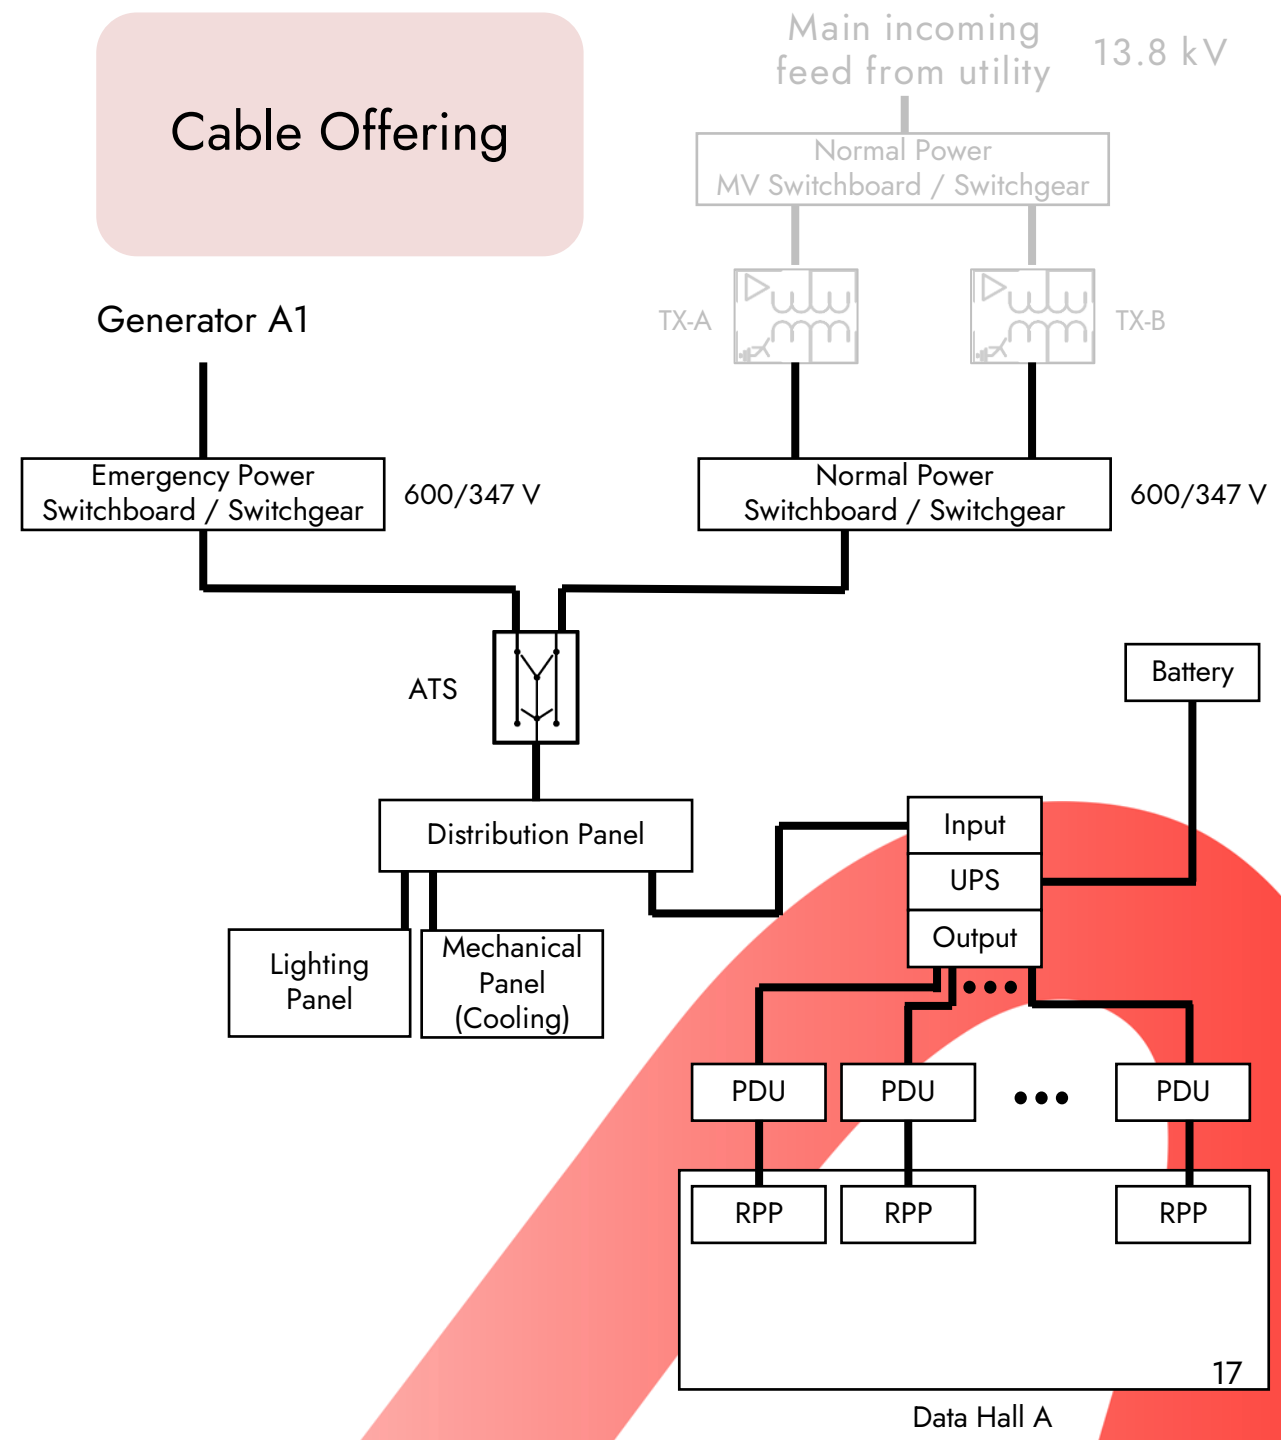 Cable Offering
Main incoming
feed from utility
13.8 kV
Normal Power
MV Switchboard / Switchgear
TX-A
TX-B
Generator A1
Emergency Power
Switchboard / Switchgear
600/347 V
Normal Power
Switchboard / Switchgear
600/347 V
ATS
Battery
Distribution Panel
Input
UPS
Output
Lighting
Panel
Mechanical
Panel
(Cooling)
PDU
PDU
PDU
RPP
RPP
RPP
17
Data Hall A